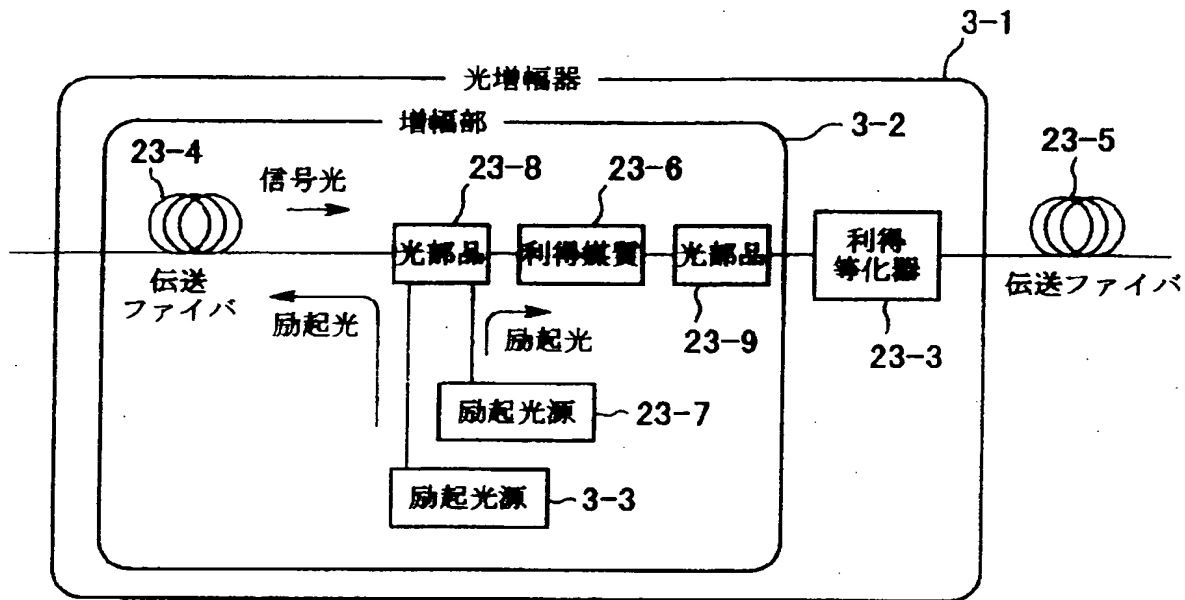 3-1
光増幅器
増幅部
3-2
23-4
信号光
23-8
23-6
23-5
光部品
利得媒質
光部品
利得
等化器
伝送
ファイバ
伝送ファイバ
励起光
励起光
23-9
23-3
励起光源
23-7
励起光源
3-3